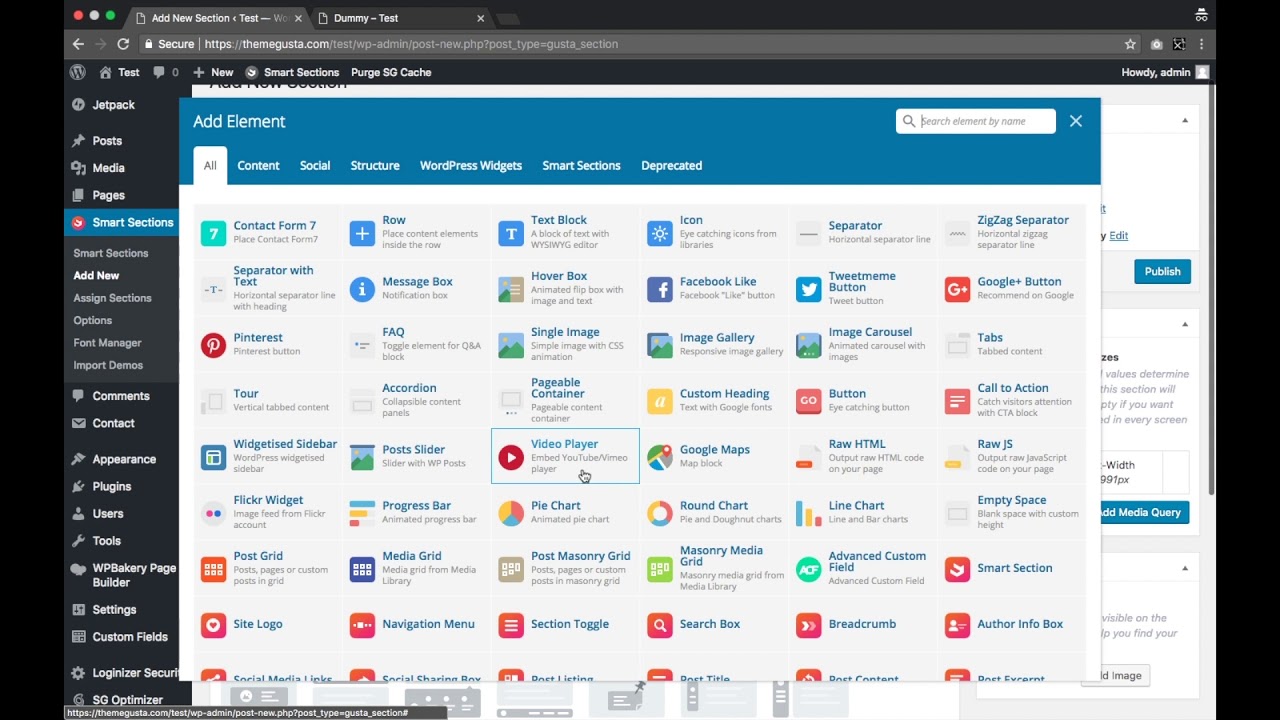 Add New Section ‹ Test — Wo
Dummy – Test
Secure
https://themegusta.com/test/wp-admin/post-new.php?post_type=gusta_section
Test
0
New
Smart Sections
Purge SG Cache
Howdy, admin
Add New Section
Jetpack
Posts
Media
Pages
Smart Sections
Smart Sections
Add New
Assign Sections
Options
Font Manager
Import Demos
Comments
Contact
Appearance
Plugins
Users
Tools
WPBakery Page
Builder
Settings
Custom Fields
Loginizer Securit
SG Optimizer
Add Element
Search element by name
All
Content
Social
Structure
WordPress Widgets
Smart Sections
Deprecated
Contact Form 7
Place Contact Form7
Row
Place content elements
inside the row
Text Block
A block of text with
WYSIWYG editor
Icon
Eye catching icons from
libraries
Separator
Horizontal separator line
ZigZag Separator
Horizontal zigzag
separator line
Separator with
Text
Horizontal separator line
with heading
Message Box
Notification box
Hover Box
Animated flip box with
image and text
Facebook Like
Facebook "Like" button
Tweetmeme
Button
Tweet button
Google+ Button
Recommend on Google
Pinterest
Pinterest button
FAQ
Toggle element for Q&A
block
Single Image
Simple image with CSS
animation
Image Gallery
Responsive image gallery
Image Carousel
Animated carousel with
images
Tabs
Tabbed content
Tour
Vertical tabbed content
Accordion
Collapsible content
panels
Pageable
Container
Pageable content
container
Custom Heading
Text with Google fonts
GO
Button
Eye catching button
Call to Action
Catch visitors attention
with CTA block
Widgetised Sidebar
WordPress widgetised
sidebar
Posts Slider
Slider with WP Posts
Video Player
Embed YouTube/Vimeo
player
Google Maps
Map block
Raw HTML
Output raw HTML code
on your page
Raw JS
Output raw JavaScript
code on your page
Flickr Widget
Image feed from Flickr
account
Progress Bar
Animated progress bar
Pie Chart
Animated pie chart
Round Chart
Pie and Doughnut charts
Line Chart
Line and Bar charts
Empty Space
Blank space with custom
height
Post Grid
Posts, pages or custom
posts in grid
Media Grid
Media grid from Media
Library
Post Masonry Grid
Posts, pages or custom
posts in masonry grid
Masonry Media
Grid
Masonry media grid from
Media Library
ACF
Advanced Custom
Field
Advanced Custom Field
Smart Section
Site Logo
Navigation Menu
Section Toggle
Search Box
Breadcrumb
Author Info Box
Social Media Links
Social Sharing Box
Post Listing
Post Title
Post Content
Post Excerpt
y Edit
Publish
zes
d values determine
this section will
pty if you want
d in every screen
-Width
991px
Add Media Query
visible on the
lp you find your
dd Image
https://themegusta.com/test/wp-admin/post-new.php?post_type=gusta_section#